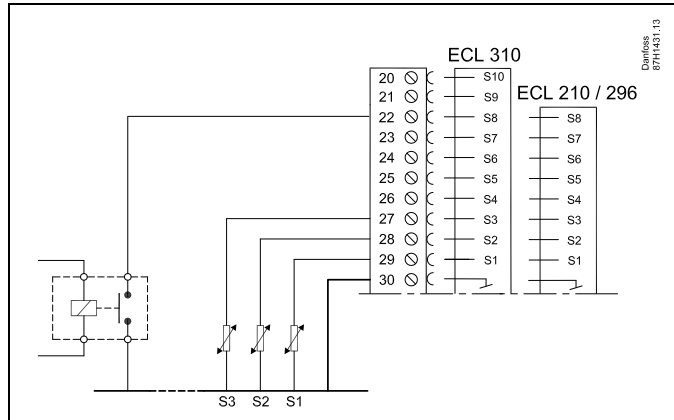 Danfoss
87H1431.13
ECL 310
ECL 210 / 296
20 S10
21 S9
22 S8 S8
23 S7 S7
24 S6 S6
25 S5 S5
26 S4 S4
27 S3 S3
28 S2 S2
29 S1 S1
30
S3 S2 S1